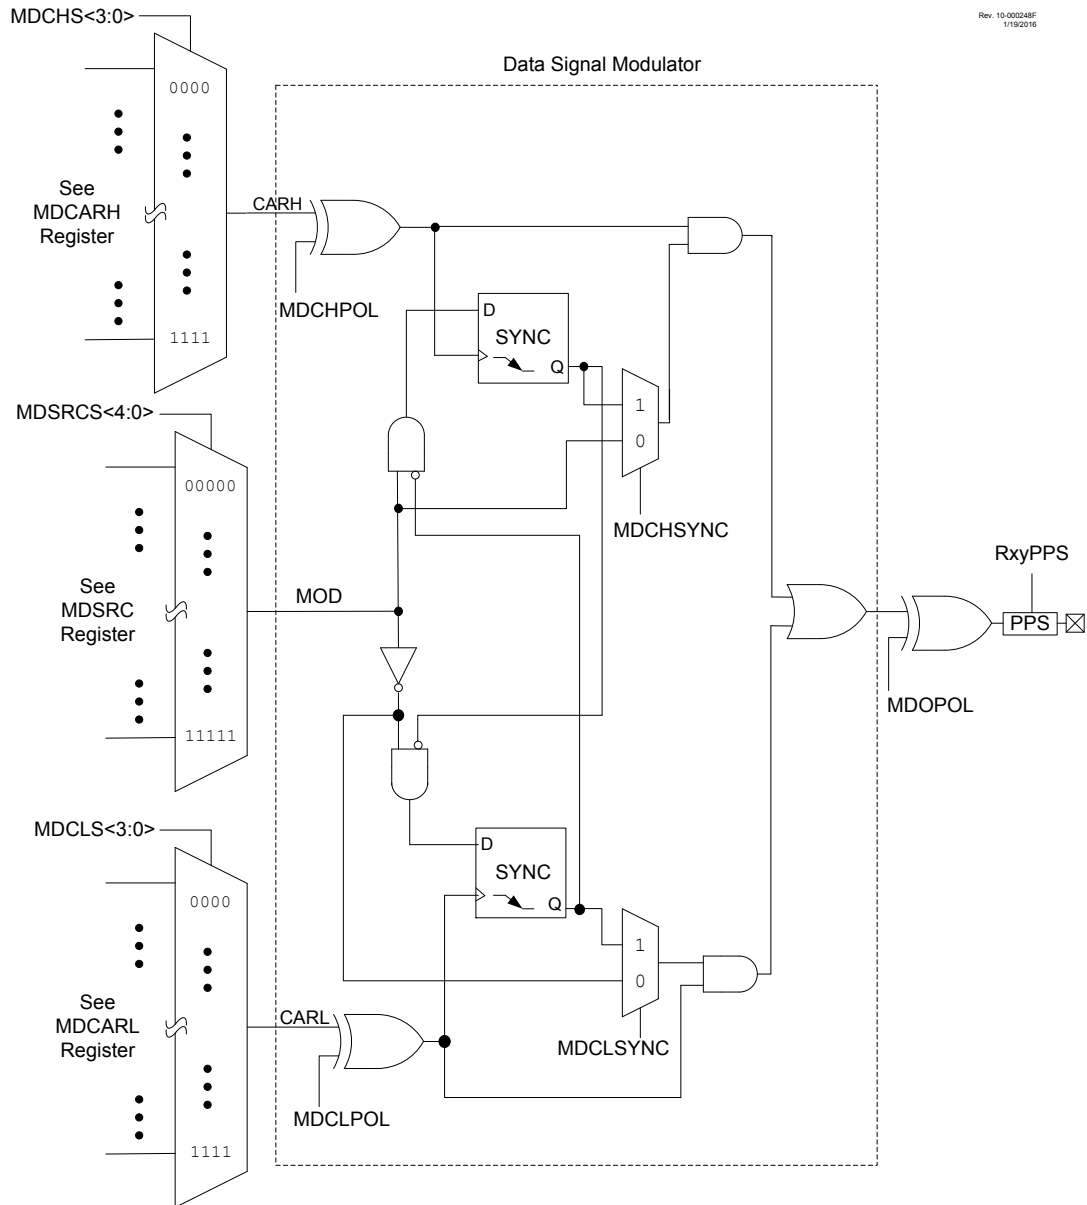 MDCHS<3:0>
Rev. 10-000248F
1/19/2016
Data Signal Modulator
0000
See
MDCARH
Register
CARH
1111
MDCHPOL
D
SYNC
Q
1
0
MDCHSYNC
MDSRCS<4:0>
00000
See
MDSRC
Register
MOD
11111
RxyPPS
PPS
MDOPOL
MDCLS<3:0>
0000
See
MDCARL
Register
CARL
1111
D
SYNC
Q
1
0
MDCLSYNC
MDCLPOL